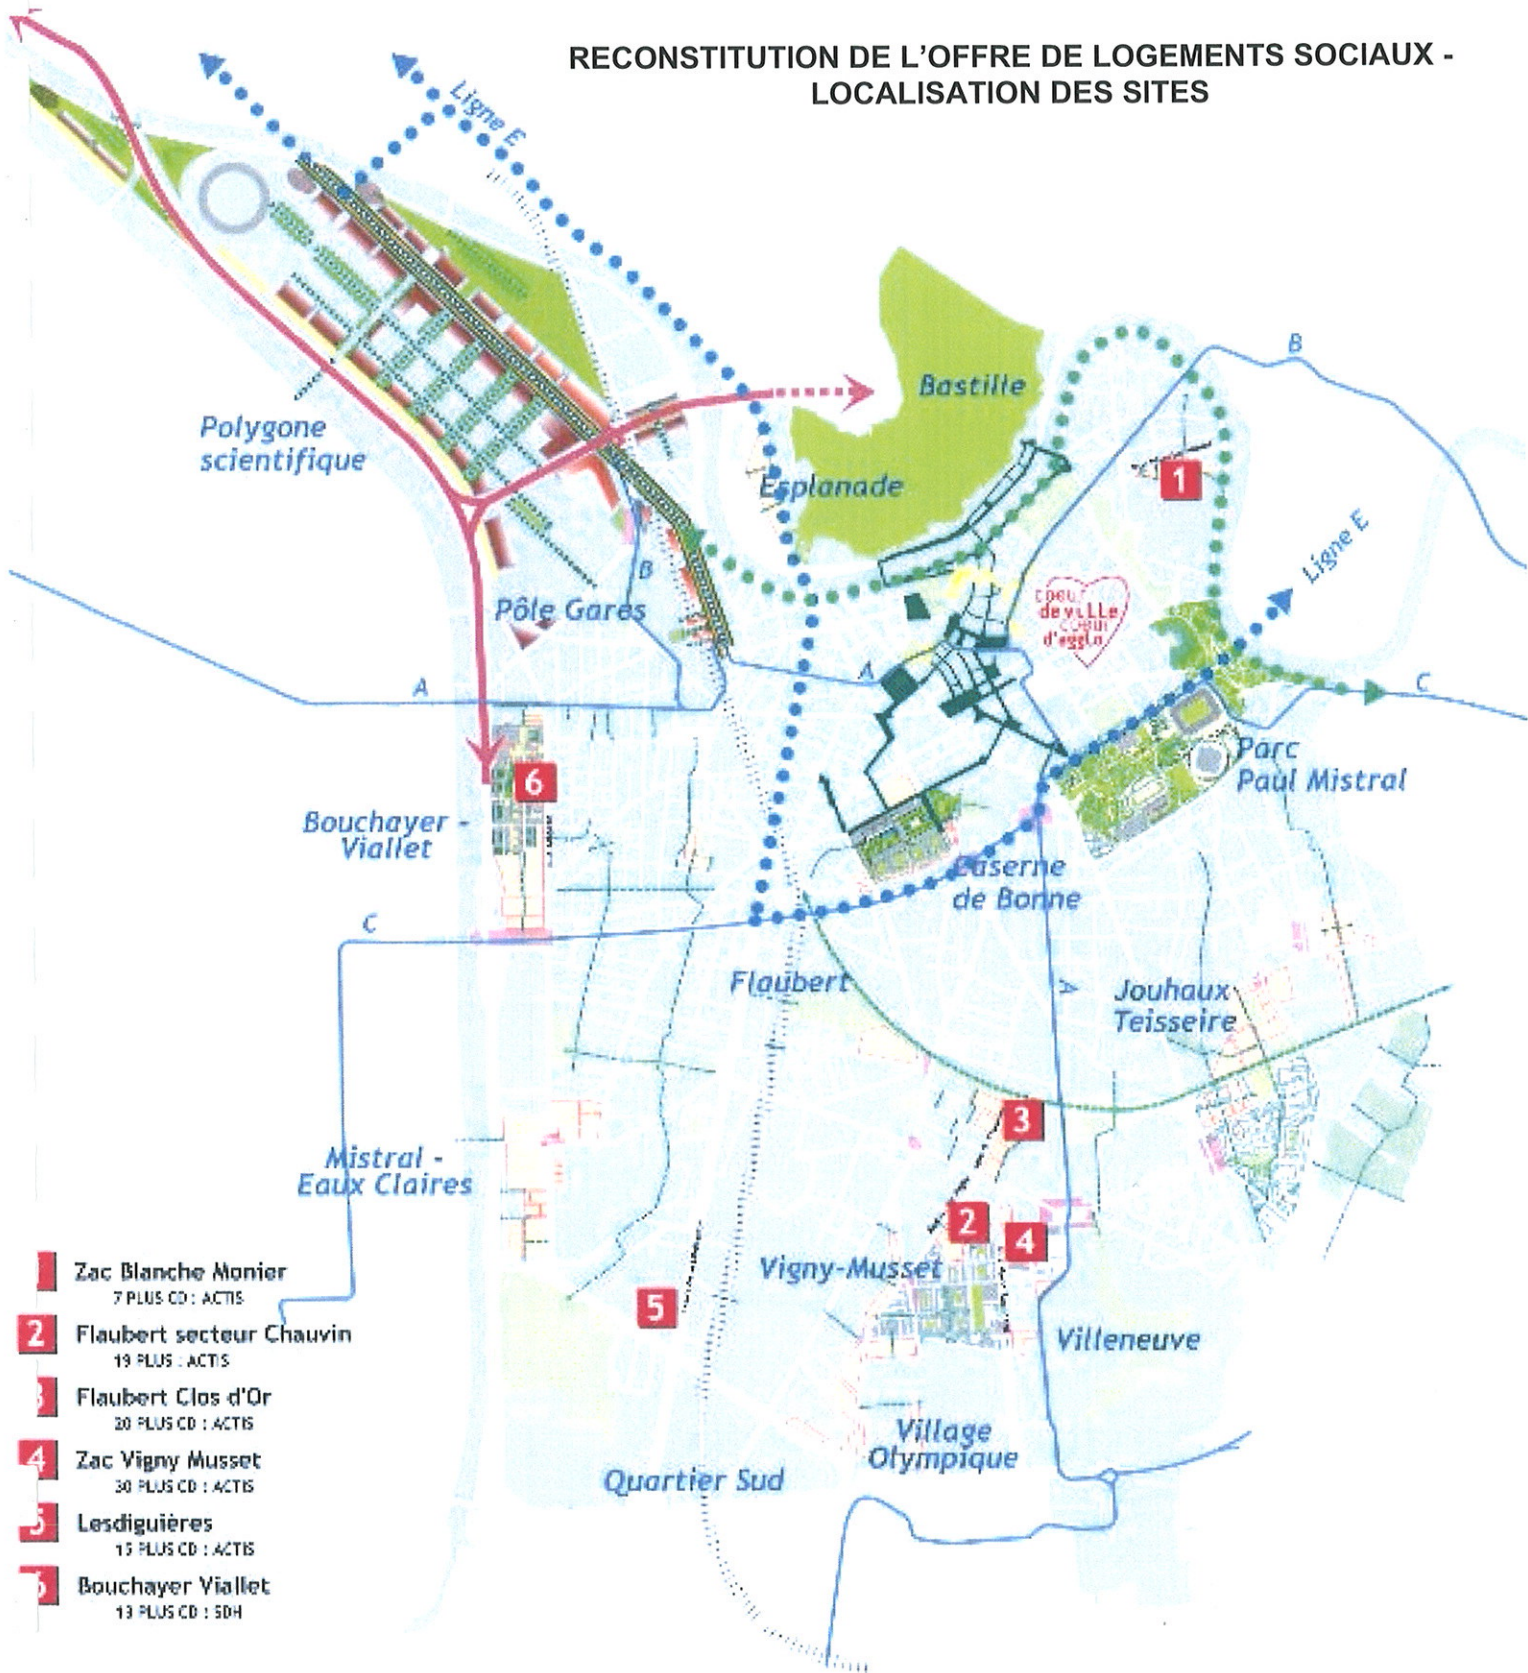 RECONSTITUTION DE L'OFFRE DE LOGEMENTS SOCIAUX -
LOCALISATION DES SITES
Ligne E
B
Bastille
Polygone
scientifique
Esplanade
1
Ligne E
B
Pôle Gares
coeur
de viLLe
cœur
d'agglo
A
A
C
Parc
Paul Mistral
6
Bouchayer -
Viallet
Caserne
de Bonne
C
Flaubert
A
Jouhaux
Teisseire
3
Mistral -
Eaux Claires
2
4
Vigny-Musset
5
Villeneuve
Village
Olympique
Quartier Sud
Zac Blanche Monier
7 PLUS CD : ACTIS
2 Flaubert secteur Chauvin
19 PLUS : ACTIS
3 Flaubert Clos d'Or
20 PLUS CD : ACTIS
4 Zac Vigny Musset
30 PLUS CD : ACTIS
5 Lesdiguières
15 PLUS CD : ACTIS
6 Bouchayer Viallet
13 PLUS CD : SDH